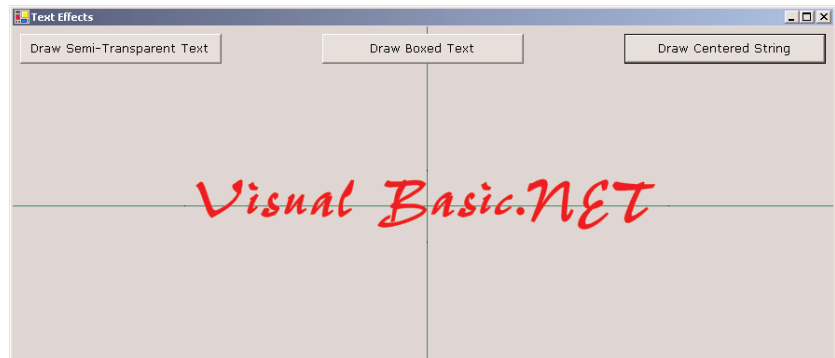 Text Effects
Draw Semi-Transparent Text Draw Boxed Text Draw Centered String
Visual Basic.NET